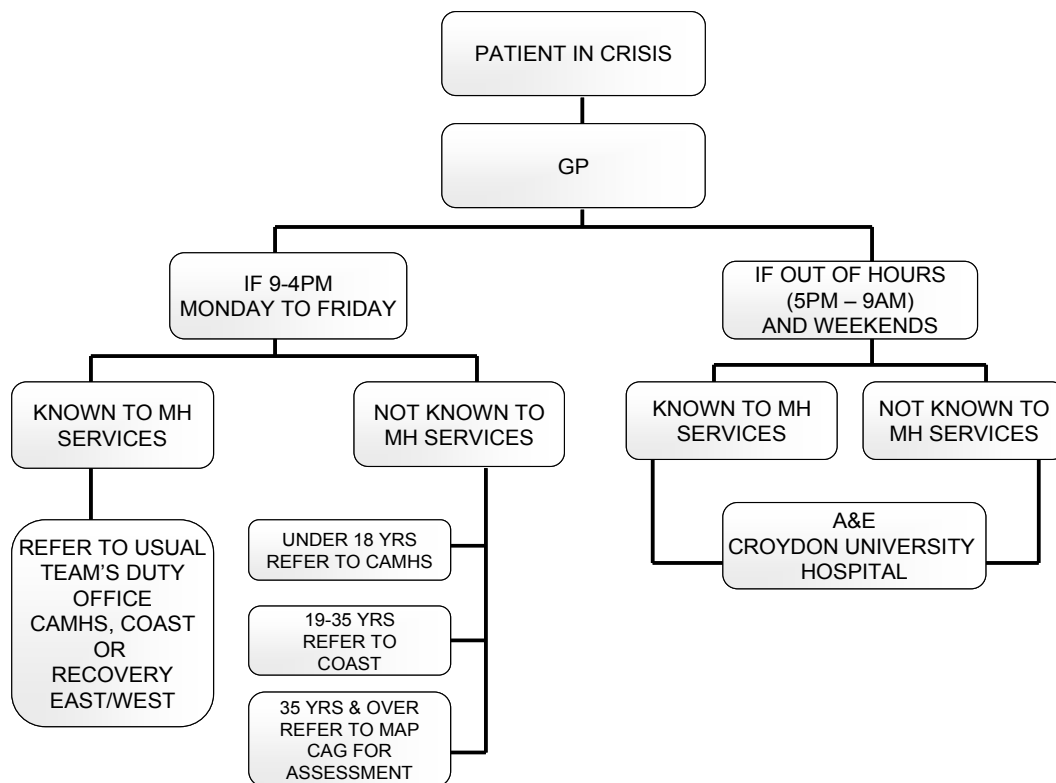 PATIENT IN CRISIS
GP
IF 9-4PM
MONDAY TO FRIDAY
IF OUT OF HOURS
(5PM – 9AM)
AND WEEKENDS
KNOWN TO MH
SERVICES
NOT KNOWN TO
MH SERVICES
KNOWN TO MH
SERVICES
NOT KNOWN TO
MH SERVICES
REFER TO USUAL
TEAM’S DUTY
OFFICE
CAMHS, COAST
OR
RECOVERY
EAST/WEST
UNDER 18 YRS
REFER TO CAMHS
19-35 YRS
REFER TO
COAST
35 YRS & OVER
REFER TO MAP
CAG FOR
ASSESSMENT
A&E
CROYDON UNIVERSITY
HOSPITAL